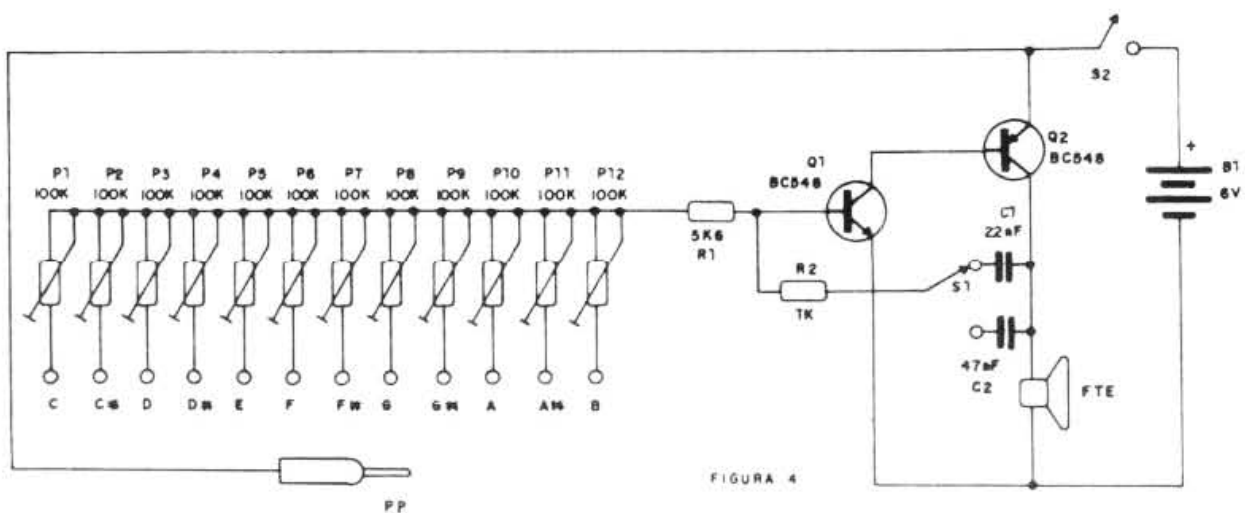 P1 P2 P3 P4 P5 P6 P7 P8 P9 P10 P11 P12
100K 100K 100K 100K 100K 100K 100K 100K 100K 100K 100K 100K
C C# D D# E F F# G G# A A# B
PP
5K6
R1
R2
1K
Q1
BC548
Q2
BC548
S1
C1
22nF
47nF
C2
FTE
S2
+
B1
6V
FIGURA 4